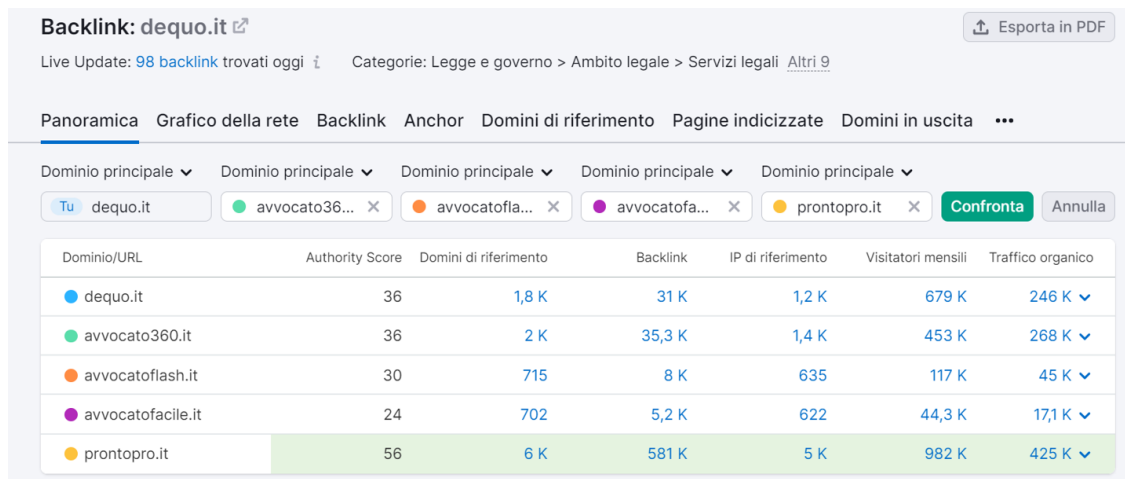 Backlink: dequo.it
Esporta in PDF
Live Update: 98 backlink trovati oggi i Categorie: Legge e governo > Ambito legale > Servizi legali Altri 9
Panoramica Grafico della rete Backlink Anchor Domini di riferimento Pagine indicizzate Domini in uscita •••
Dominio principale Dominio principale Dominio principale Dominio principale Dominio principale
Tu dequo.it avvocato36... avvocatofla... avvocatofa... prontopro.it Confronta Annulla
Dominio/URL Authority Score Domini di riferimento Backlink IP di riferimento Visitatori mensili Traffico organico
dequo.it 36 1,8 K 31 K 1,2 K 679 K 246 K
avvocato360.it 36 2 K 35,3 K 1,4 K 453 K 268 K
avvocatoflash.it 30 715 8 K 635 117 K 45 K
avvocatofacile.it 24 702 5,2 K 622 44,3 K 17,1 K
prontopro.it 56 6 K 581 K 5 K 982 K 425 K